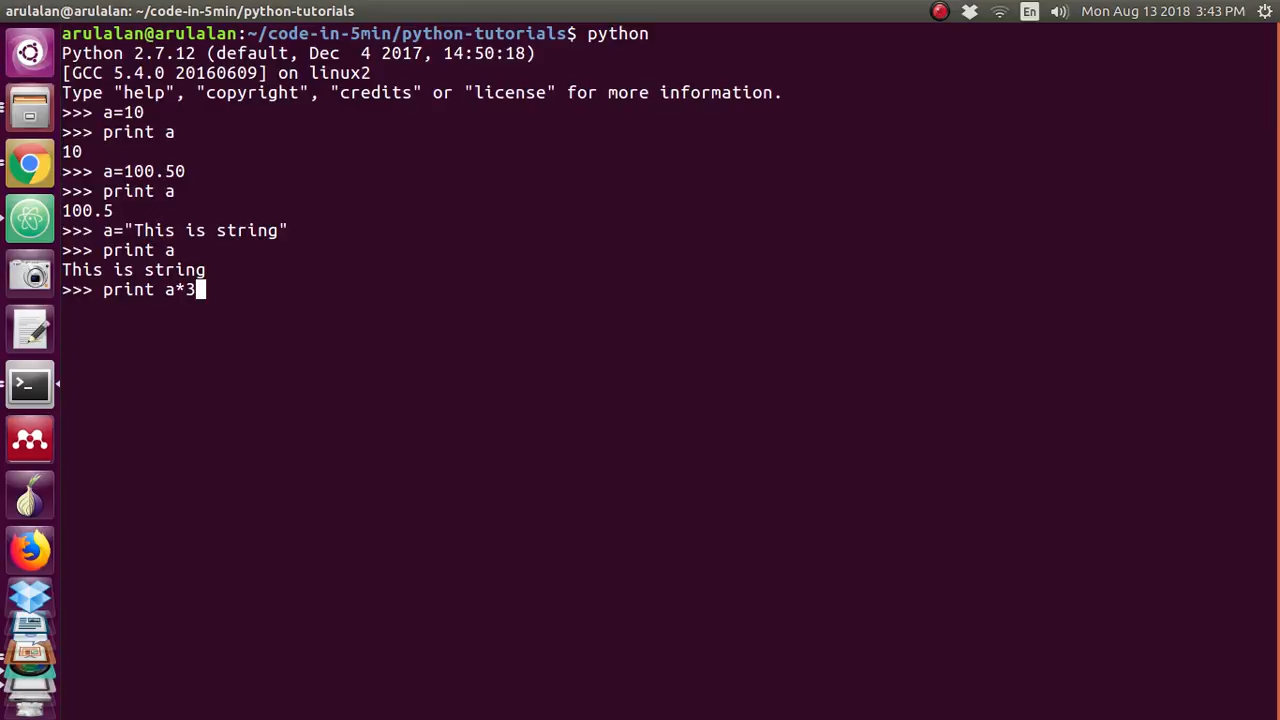 arulalan@arulalan: ~/code-in-5min/python-tutorials
En
Mon Aug 13 2018 3:43 PM
arulalan@arulalan:~/code-in-5min/python-tutorials$ python
Python 2.7.12 (default, Dec  4 2017, 14:50:18)
[GCC 5.4.0 20160609] on linux2
Type "help", "copyright", "credits" or "license" for more information.
>>> a=10
>>> print a
10
>>> a=100.50
>>> print a
100.5
>>> a="This is string"
>>> print a
This is string
>>> print a*3